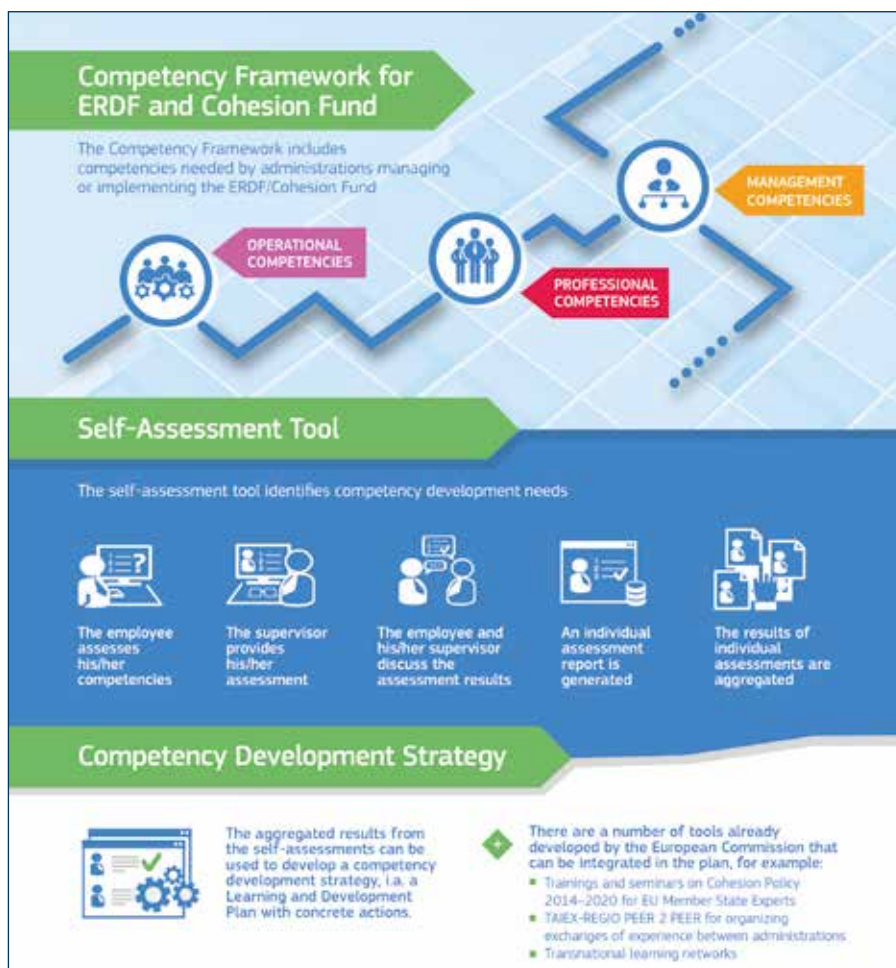 Competency Framework for
ERDF and Cohesion Fund
The Competency Framework includes
competencies needed by administrations managing
or implementing the ERDF/Cohesion Fund
MANAGEMENT
COMPETENCIES
OPERATIONAL
COMPETENCIES
PROFESSIONAL
COMPETENCIES
Self-Assessment Tool
The self-assessment tool identifies competency development needs
The employee
assesses
his/her
competencies
The supervisor
provides
his/her
assessment
The employee and
his/her supervisor
discuss the
assessment results
An individual
assessment
report is
generated
The results of
individual
assessments are
aggregated
Competency Development Strategy
The aggregated results from
the self-assessments can be
used to develop a competency
development strategy, i.a. a
Learning and Development
Plan with concrete actions.
There are a number of tools already
developed by the European Commission that
can be integrated in the plan, for example:
Trainings and seminars on Cohesion Policy
2014–2020 for EU Member State Experts
TAIEX-REGIO PEER 2 PEER for organizing
exchanges of experience between administrations
Transnational learning networks